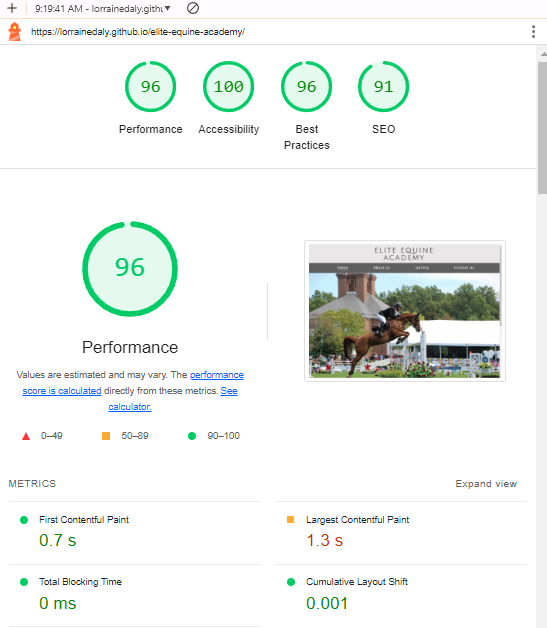 9:19:41 AM - lorrainedaly.githu
https://lorrainedaly.github.io/elite-equine-academy/
96
100
96
91
Performance
Accessibility
Best
Practices
SEO
96
ELITE EQUINE
ACADEMY
Home
About Us
Gallery
Contact Us
Performance
Values are estimated and may vary. The performance
score is calculated directly from these metrics. See
calculator.
0–49
50–89
90–100
METRICS
Expand view
First Contentful Paint
0.7 s
Largest Contentful Paint
1.3 s
Total Blocking Time
0 ms
Cumulative Layout Shift
0.001